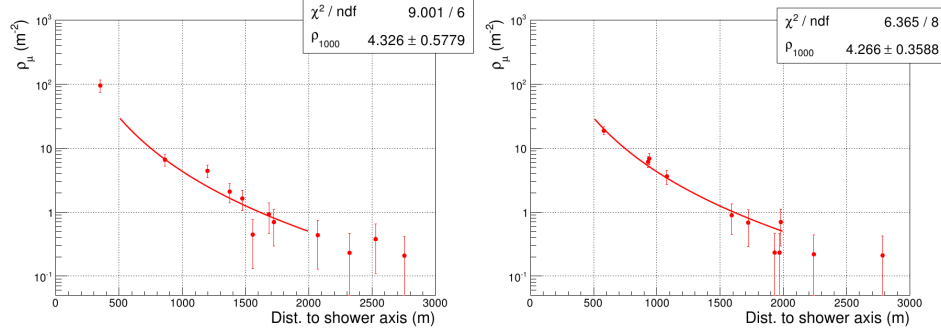 χ² / ndf 9.001 / 6
ρ₁₀₀₀ 4.326 ± 0.5779
ρμ (m⁻²)
10³
10²
10
1
10⁻¹
0 500 1000 1500 2000 2500 3000
Dist. to shower axis (m)
χ² / ndf 6.365 / 8
ρ₁₀₀₀ 4.266 ± 0.3588
ρμ (m⁻²)
10³
10²
10
1
10⁻¹
0 500 1000 1500 2000 2500 3000
Dist. to shower axis (m)